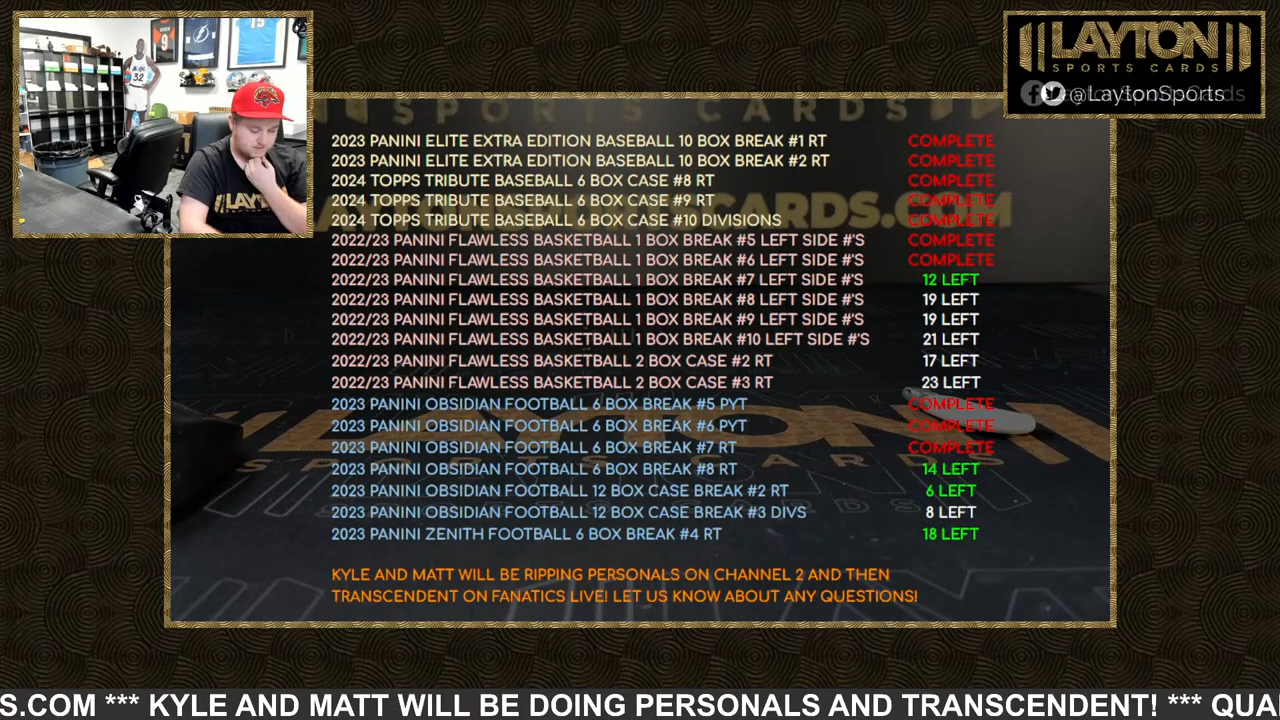 LAYTON
SPORTS CARDS
@LaytonSports
2023 PANINI ELITE EXTRA EDITION BASEBALL 10 BOX BREAK #1 RT COMPLETE
2023 PANINI ELITE EXTRA EDITION BASEBALL 10 BOX BREAK #2 RT COMPLETE
2024 TOPPS TRIBUTE BASEBALL 6 BOX CASE #8 RT COMPLETE
2024 TOPPS TRIBUTE BASEBALL 6 BOX CASE #9 RT COMPLETE
2024 TOPPS TRIBUTE BASEBALL 6 BOX CASE #10 DIVISIONS COMPLETE
2022/23 PANINI FLAWLESS BASKETBALL 1 BOX BREAK #5 LEFT SIDE #'S COMPLETE
2022/23 PANINI FLAWLESS BASKETBALL 1 BOX BREAK #6 LEFT SIDE #'S COMPLETE
2022/23 PANINI FLAWLESS BASKETBALL 1 BOX BREAK #7 LEFT SIDE #'S 12 LEFT
2022/23 PANINI FLAWLESS BASKETBALL 1 BOX BREAK #8 LEFT SIDE #'S 19 LEFT
2022/23 PANINI FLAWLESS BASKETBALL 1 BOX BREAK #9 LEFT SIDE #'S 19 LEFT
2022/23 PANINI FLAWLESS BASKETBALL 1 BOX BREAK #10 LEFT SIDE #'S 21 LEFT
2022/23 PANINI FLAWLESS BASKETBALL 2 BOX CASE #2 RT 17 LEFT
2022/23 PANINI FLAWLESS BASKETBALL 2 BOX CASE #3 RT 23 LEFT
2023 PANINI OBSIDIAN FOOTBALL 6 BOX BREAK #5 PYT COMPLETE
2023 PANINI OBSIDIAN FOOTBALL 6 BOX BREAK #6 PYT COMPLETE
2023 PANINI OBSIDIAN FOOTBALL 6 BOX BREAK #7 RT COMPLETE
2023 PANINI OBSIDIAN FOOTBALL 6 BOX BREAK #8 RT 14 LEFT
2023 PANINI OBSIDIAN FOOTBALL 12 BOX CASE BREAK #2 RT 6 LEFT
2023 PANINI OBSIDIAN FOOTBALL 12 BOX CASE BREAK #3 DIVS 8 LEFT
2023 PANINI ZENITH FOOTBALL 6 BOX BREAK #4 RT 18 LEFT
KYLE AND MATT WILL BE RIPPING PERSONALS ON CHANNEL 2 AND THEN
TRANSCENDENT ON FANATICS LIVE! LET US KNOW ABOUT ANY QUESTIONS!
S.COM *** KYLE AND MATT WILL BE DOING PERSONALS AND TRANSCENDENT! *** QUA